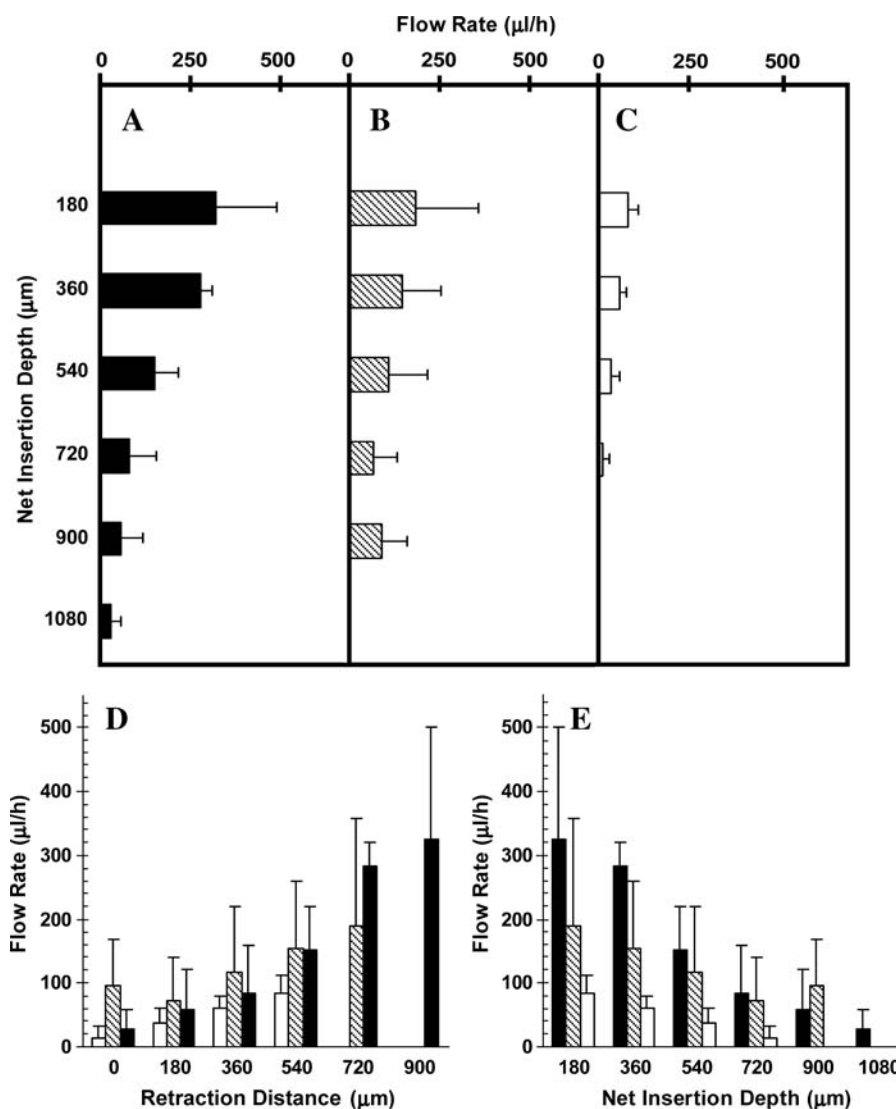 Flow Rate (µl/h)
0 250 500 0 250 500 0 250 500
A B C
Net Insertion Depth (µm)
180
360
540
720
900
1080
D E
Flow Rate (µl/h)
500
400
300
200
100
0
0 180 360 540 720 900
Retraction Distance (µm)
Flow Rate (µl/h)
500
400
300
200
100
0
180 360 540 720 900 1080
Net Insertion Depth (µm)